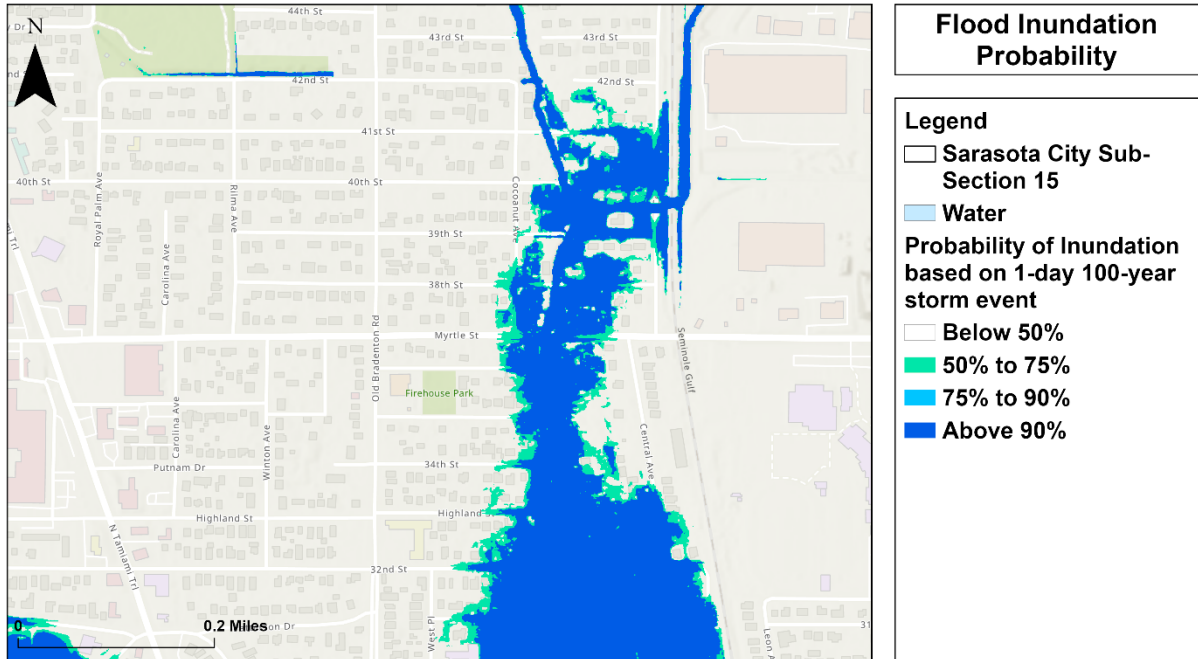 Flood Inundation
Probability
Legend
Sarasota City Sub-
Section 15
Water
Probability of Inundation
based on 1-day 100-year
storm event
Below 50%
50% to 75%
75% to 90%
Above 90%
N
44th St
43rd St
43rd St
42nd St
42nd St
41st St
40th St
40th St
Royal Palm Ave
Rilma Ave
Cocoanut Ave
39th St
Carolina Ave
38th St
Old Bradenton Rd
Myrtle St
Seminole Gulf
Firehouse Park
Carolina Ave
Winton Ave
Central Ave
34th St
Putnam Dr
Highland St
N Tamiami Trl
32nd St
West Pl
0
0.2 Miles